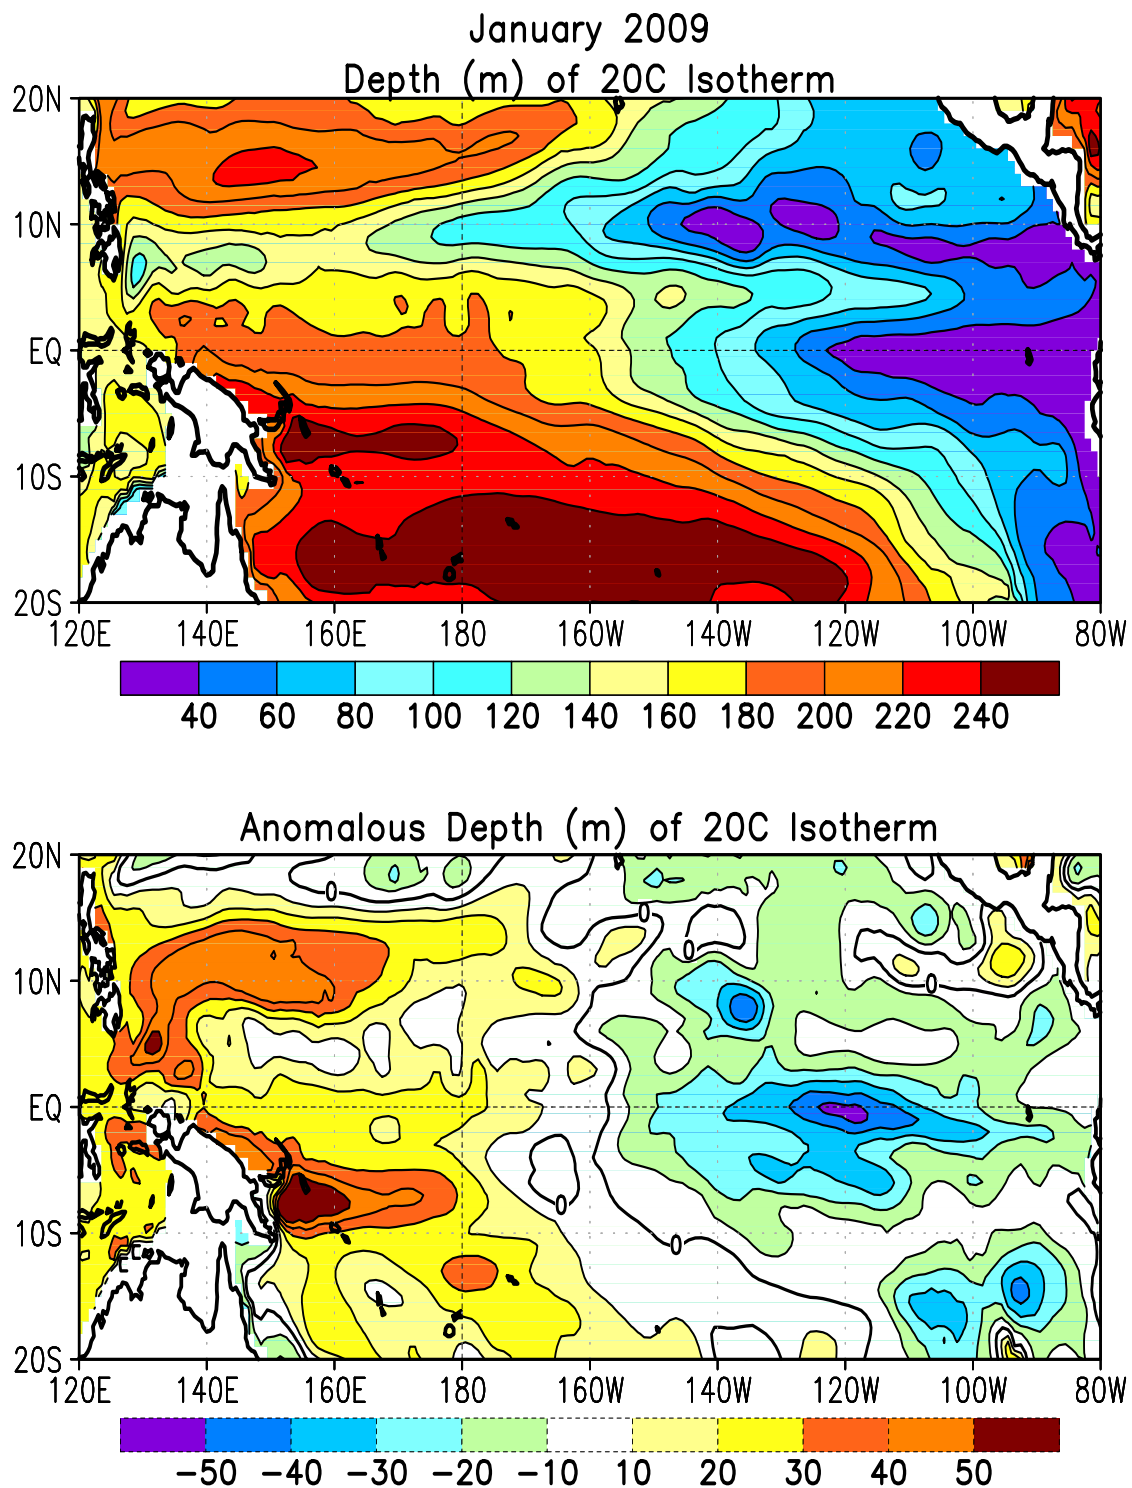 January 2009
Depth (m) of 20C Isotherm
20N
10N
EQ
10S
20S
120E 140E 160E 180 160W 140W 120W 100W 80W
40 60 80 100 120 140 160 180 200 220 240
Anomalous Depth (m) of 20C Isotherm
20N
0
0
0
10N
0
EQ
0
10S
0
20S
120E 140E 160E 180 160W 140W 120W 100W 80W
-50 -40 -30 -20 -10 10 20 30 40 50